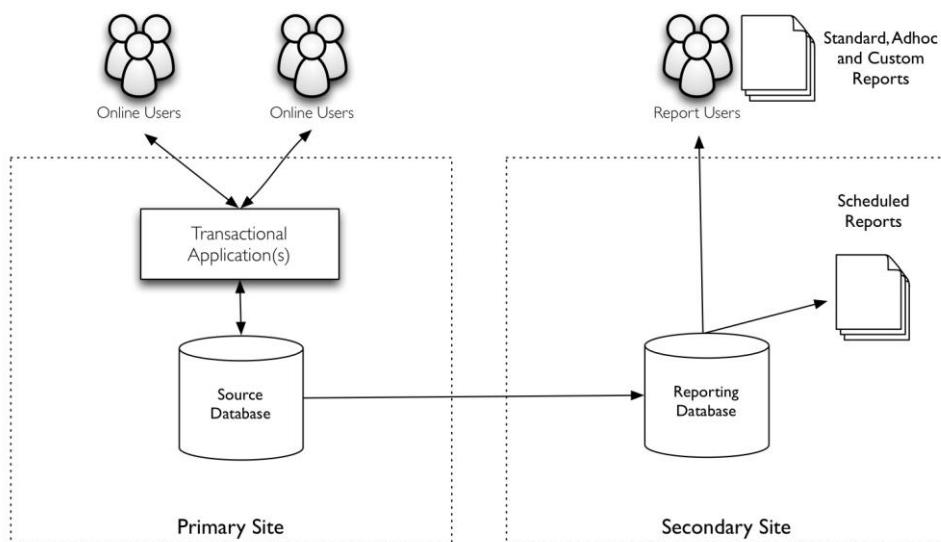 Online Users
Online Users
Report Users
Standard, Adhoc
and Custom
Reports
Transactional
Application(s)
Scheduled
Reports
Source
Database
Reporting
Database
Primary Site
Secondary Site